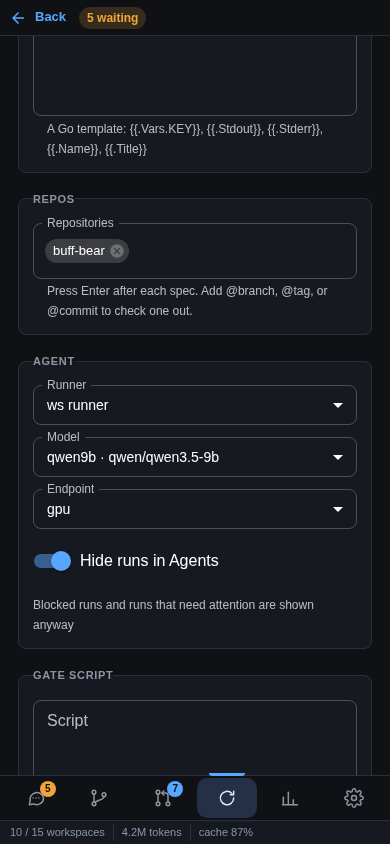 Back
5 waiting
A Go template: {{.Vars.KEY}}, {{.Stdout}}, {{.Stderr}},
{{.Name}}, {{.Title}}
REPOS
Repositories
buff-bear
Press Enter after each spec. Add @branch, @tag, or
@commit to check one out.
AGENT
Runner
ws runner
Model
qwen9b · qwen/qwen3.5-9b
Endpoint
gpu
Hide runs in Agents
Blocked runs and runs that need attention are shown
anyway
GATE SCRIPT
Script
5
7
10 / 15 workspaces
4.2M tokens
cache 87%